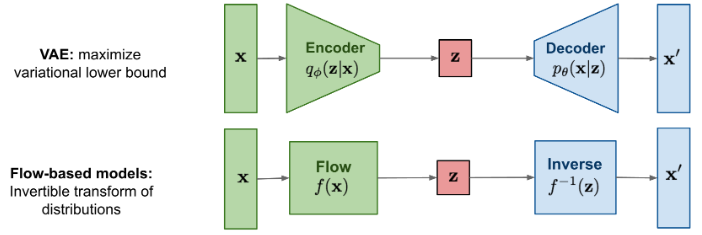 VAE: maximize
variational lower bound
x
Encoder
qϕ(z|x)
z
Decoder
pθ(x|z)
x′
Flow-based models:
Invertible transform of
distributions
x
Flow
f(x)
z
Inverse
f⁻¹(z)
x′